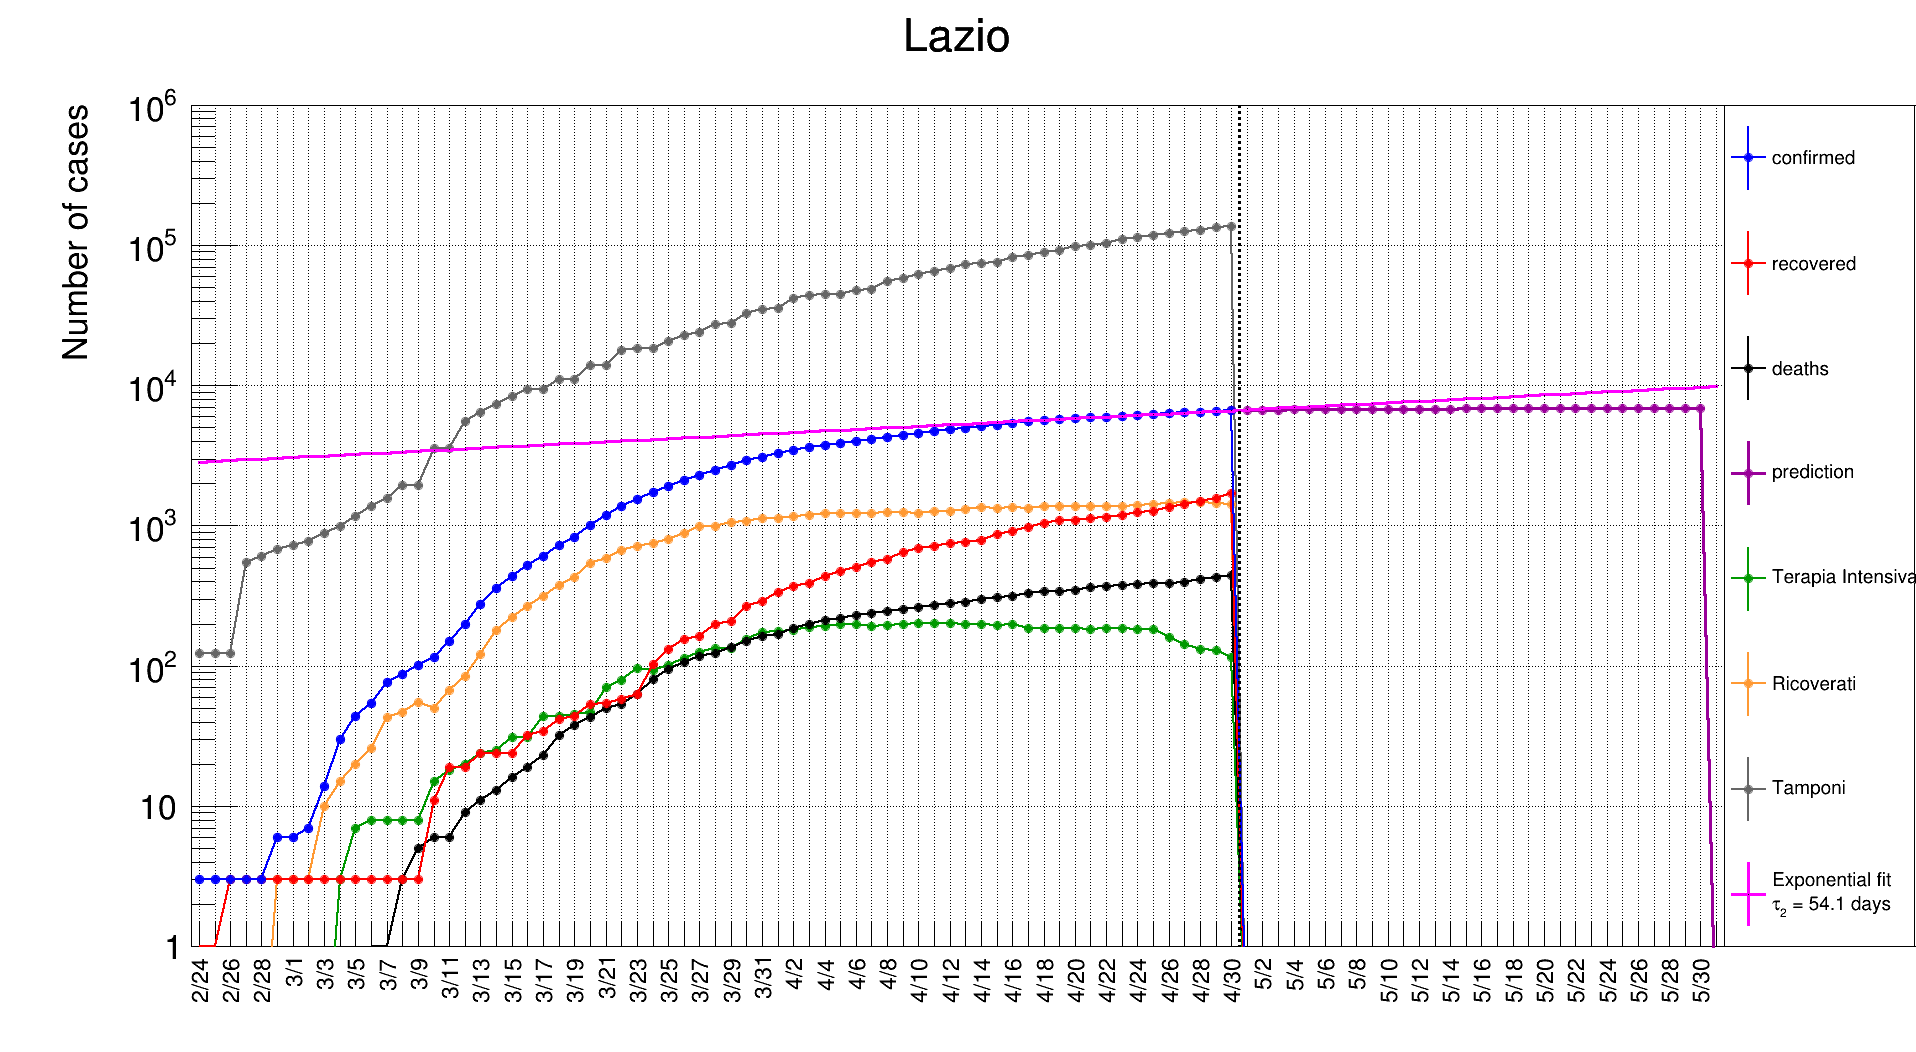 Lazio
Number of cases
10^6
10^5
10^4
10^3
10^2
10
1
2/24 2/26 2/28 3/1 3/3 3/5 3/7 3/9 3/11 3/13 3/15 3/17 3/19 3/21 3/23 3/25 3/27 3/29 3/31 4/2 4/4 4/6 4/8 4/10 4/12 4/14 4/16 4/18 4/20 4/22 4/24 4/26 4/28 4/30 5/2 5/4 5/6 5/8 5/10 5/12 5/14 5/16 5/18 5/20 5/22 5/24 5/26 5/28 5/30
confirmed
recovered
deaths
prediction
Terapia Intensiva
Ricoverati
Tamponi
Exponential fit
τ₂ = 54.1 days